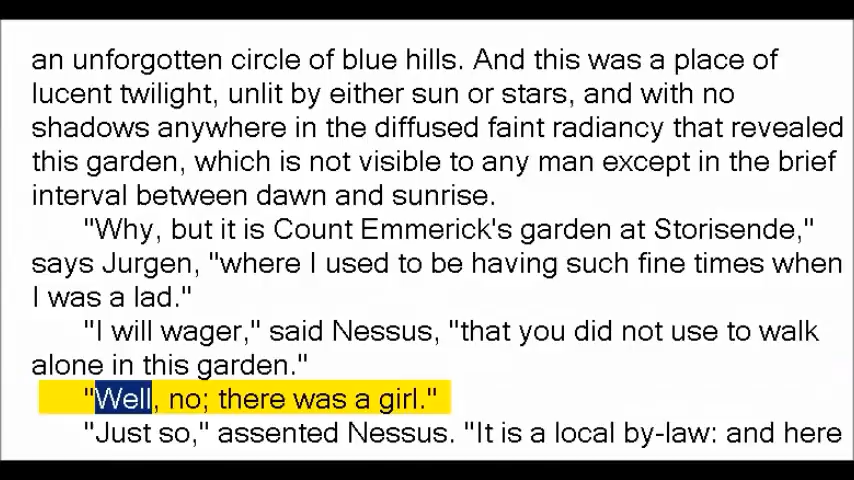 an unforgotten circle of blue hills. And this was a place of
lucent twilight, unlit by either sun or stars, and with no
shadows anywhere in the diffused faint radiancy that revealed
this garden, which is not visible to any man except in the brief
interval between dawn and sunrise.
"Why, but it is Count Emmerick's garden at Storisende,"
says Jurgen, "where I used to be having such fine times when
I was a lad."
"I will wager," said Nessus, "that you did not use to walk
alone in this garden."
"Well, no; there was a girl."
"Just so," assented Nessus. "It is a local by-law: and here